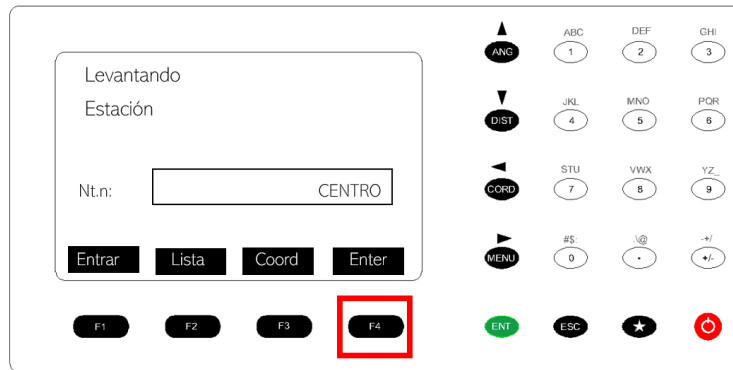 Levantando
Estación
Nt.n: CENTRO
Entrar Lista Coord Enter
F1 F2 F3 F4
ABC DEF GHI
ANG 1 2 3
JKL MNO PQR
DIST 4 5 6
STU VWX YZ_
CORD 7 8 9
#$: .\@ -+/
MENU 0 . +/-
ENT ESC